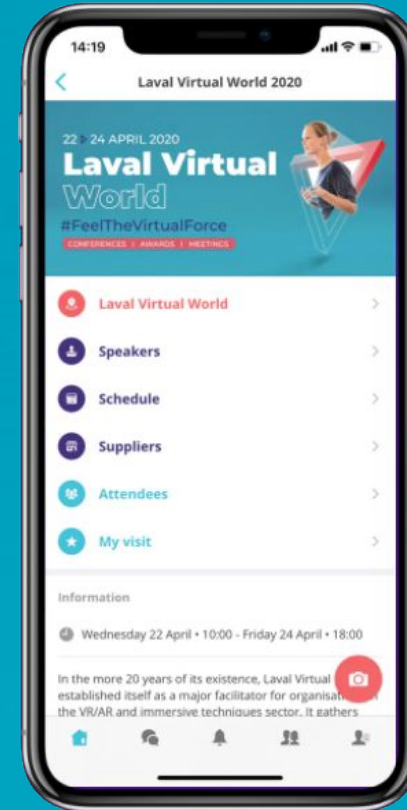 14:19
Laval Virtual World 2020
22 24 APRIL 2020
Laval Virtual
World
#FeelTheVirtualForce
CONFERENCES | AWARDS | MEETINGS
Laval Virtual World
Speakers
Schedule
Suppliers
Attendees
My visit
Information
Wednesday 22 April • 10:00 - Friday 24 April • 18:00
In the more 20 years of its existence, Laval Virtual
established itself as a major facilitator for
the VR/AR and immersive techniques sector. It gathers